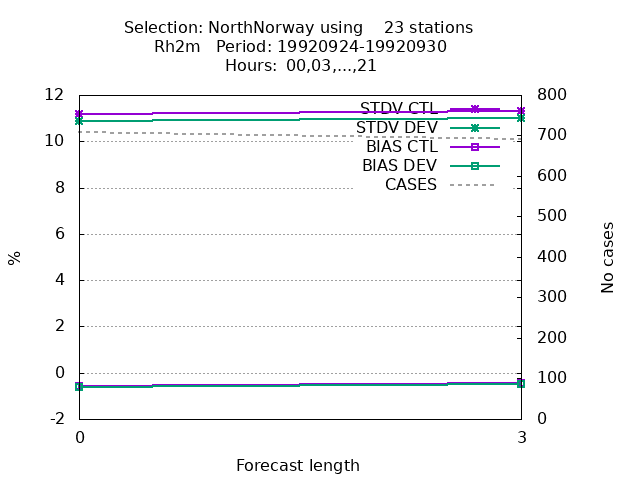 Selection: NorthNorway using    23 stations
Rh2m   Period: 19920924-19920930
Hours:  00,03,...,21
12
10
8
6
4
2
0
-2
%
STDV CTL
STDV DEV
BIAS CTL
BIAS DEV
CASES
800
700
600
500
400
300
200
100
0
No cases
0
3
Forecast length